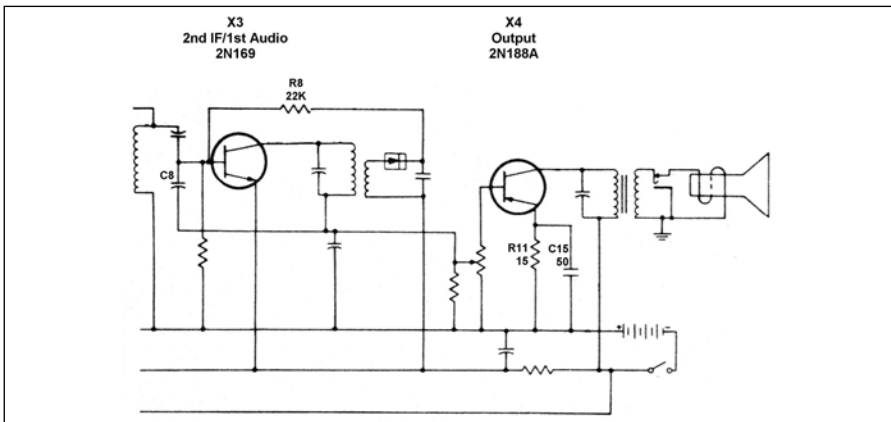 X3
2nd IF/1st Audio
2N169
X4
Output
2N188A
R8
22K
C8
R11
15
C15
50
+
-